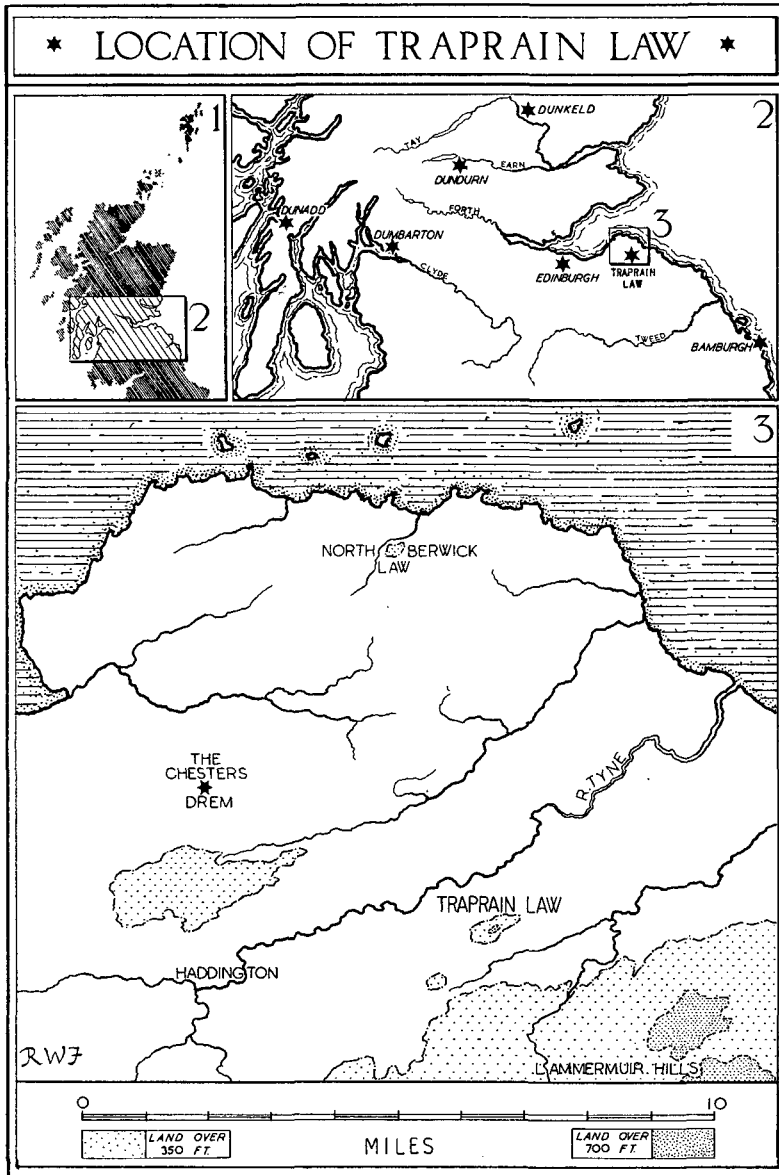 ★ LOCATION OF TRAPRAIN LAW ★
1
2
2
DUNKELD
TAY
EARN
DUNDURN
FORTH
DUNADD
DUMBARTON
CLYDE
3
EDINBURGH
TRAPRAIN
LAW
TWEED
BAMBURGH
3
NORTH BERWICK
LAW
THE
CHESTERS
DREM
R. TYNE
TRAPRAIN LAW
HADDINGTON
LAMMERMUIR HILLS
RWF
0 10
LAND OVER
350 FT.
MILES
LAND OVER
700 FT.